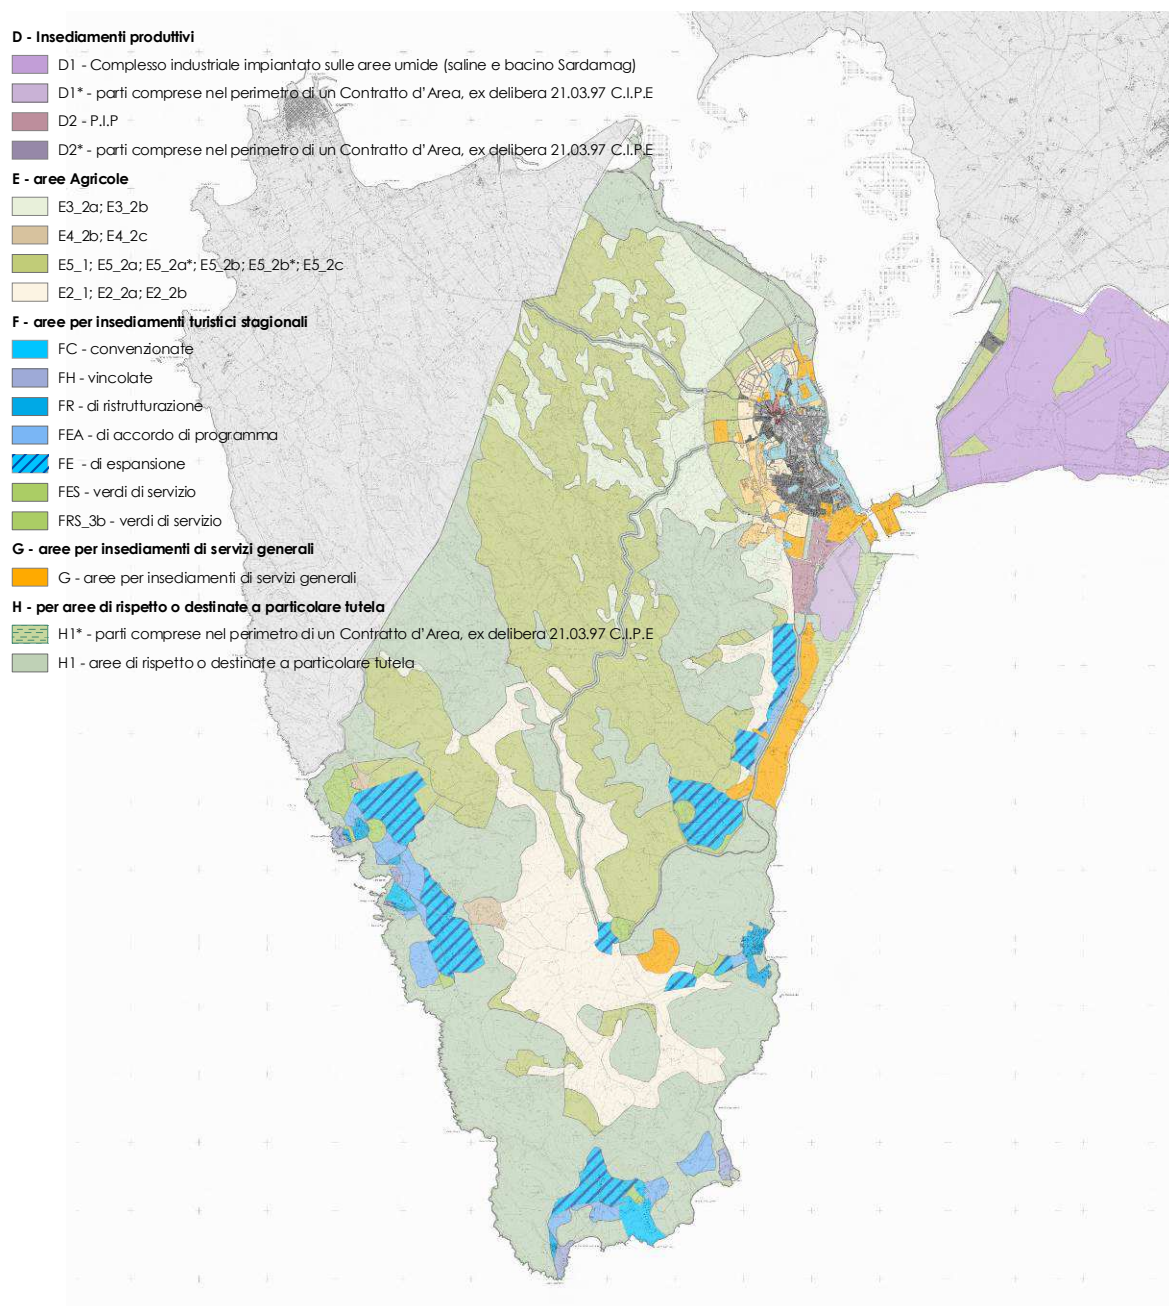 D - Insediamenti produttivi
D1 - Complesso industriale impiantato sulle aree umide (saline e bacino Sardamag)
D1* - parti comprese nel perimetro di un Contratto d'Area, ex delibera 21.03.97 C.I.P.E
D2 - P.I.P
D2* - parti comprese nel perimetro di un Contratto d'Area, ex delibera 21.03.97 C.I.P.E
E - aree Agricole
E3_2a; E3_2b
E4_2b; E4_2c
E5_1; E5_2a; E5_2a*; E5_2b; E5_2b*; E5_2c
E2_1; E2_2a; E2_2b
F - aree per insediamenti turistici stagionali
FC - convenzionate
FH - vincolate
FR - di ristrutturazione
FEA - di accordo di programma
FE - di espansione
FES - verdi di servizio
FRS_3b - verdi di servizio
G - aree per insediamenti di servizi generali
G - aree per insediamenti di servizi generali
H - per aree di rispetto o destinate a particolare tutela
H1* - parti comprese nel perimetro di un Contratto d'Area, ex delibera 21.03.97 C.I.P.E
H1 - aree di rispetto o destinate a particolare tutela